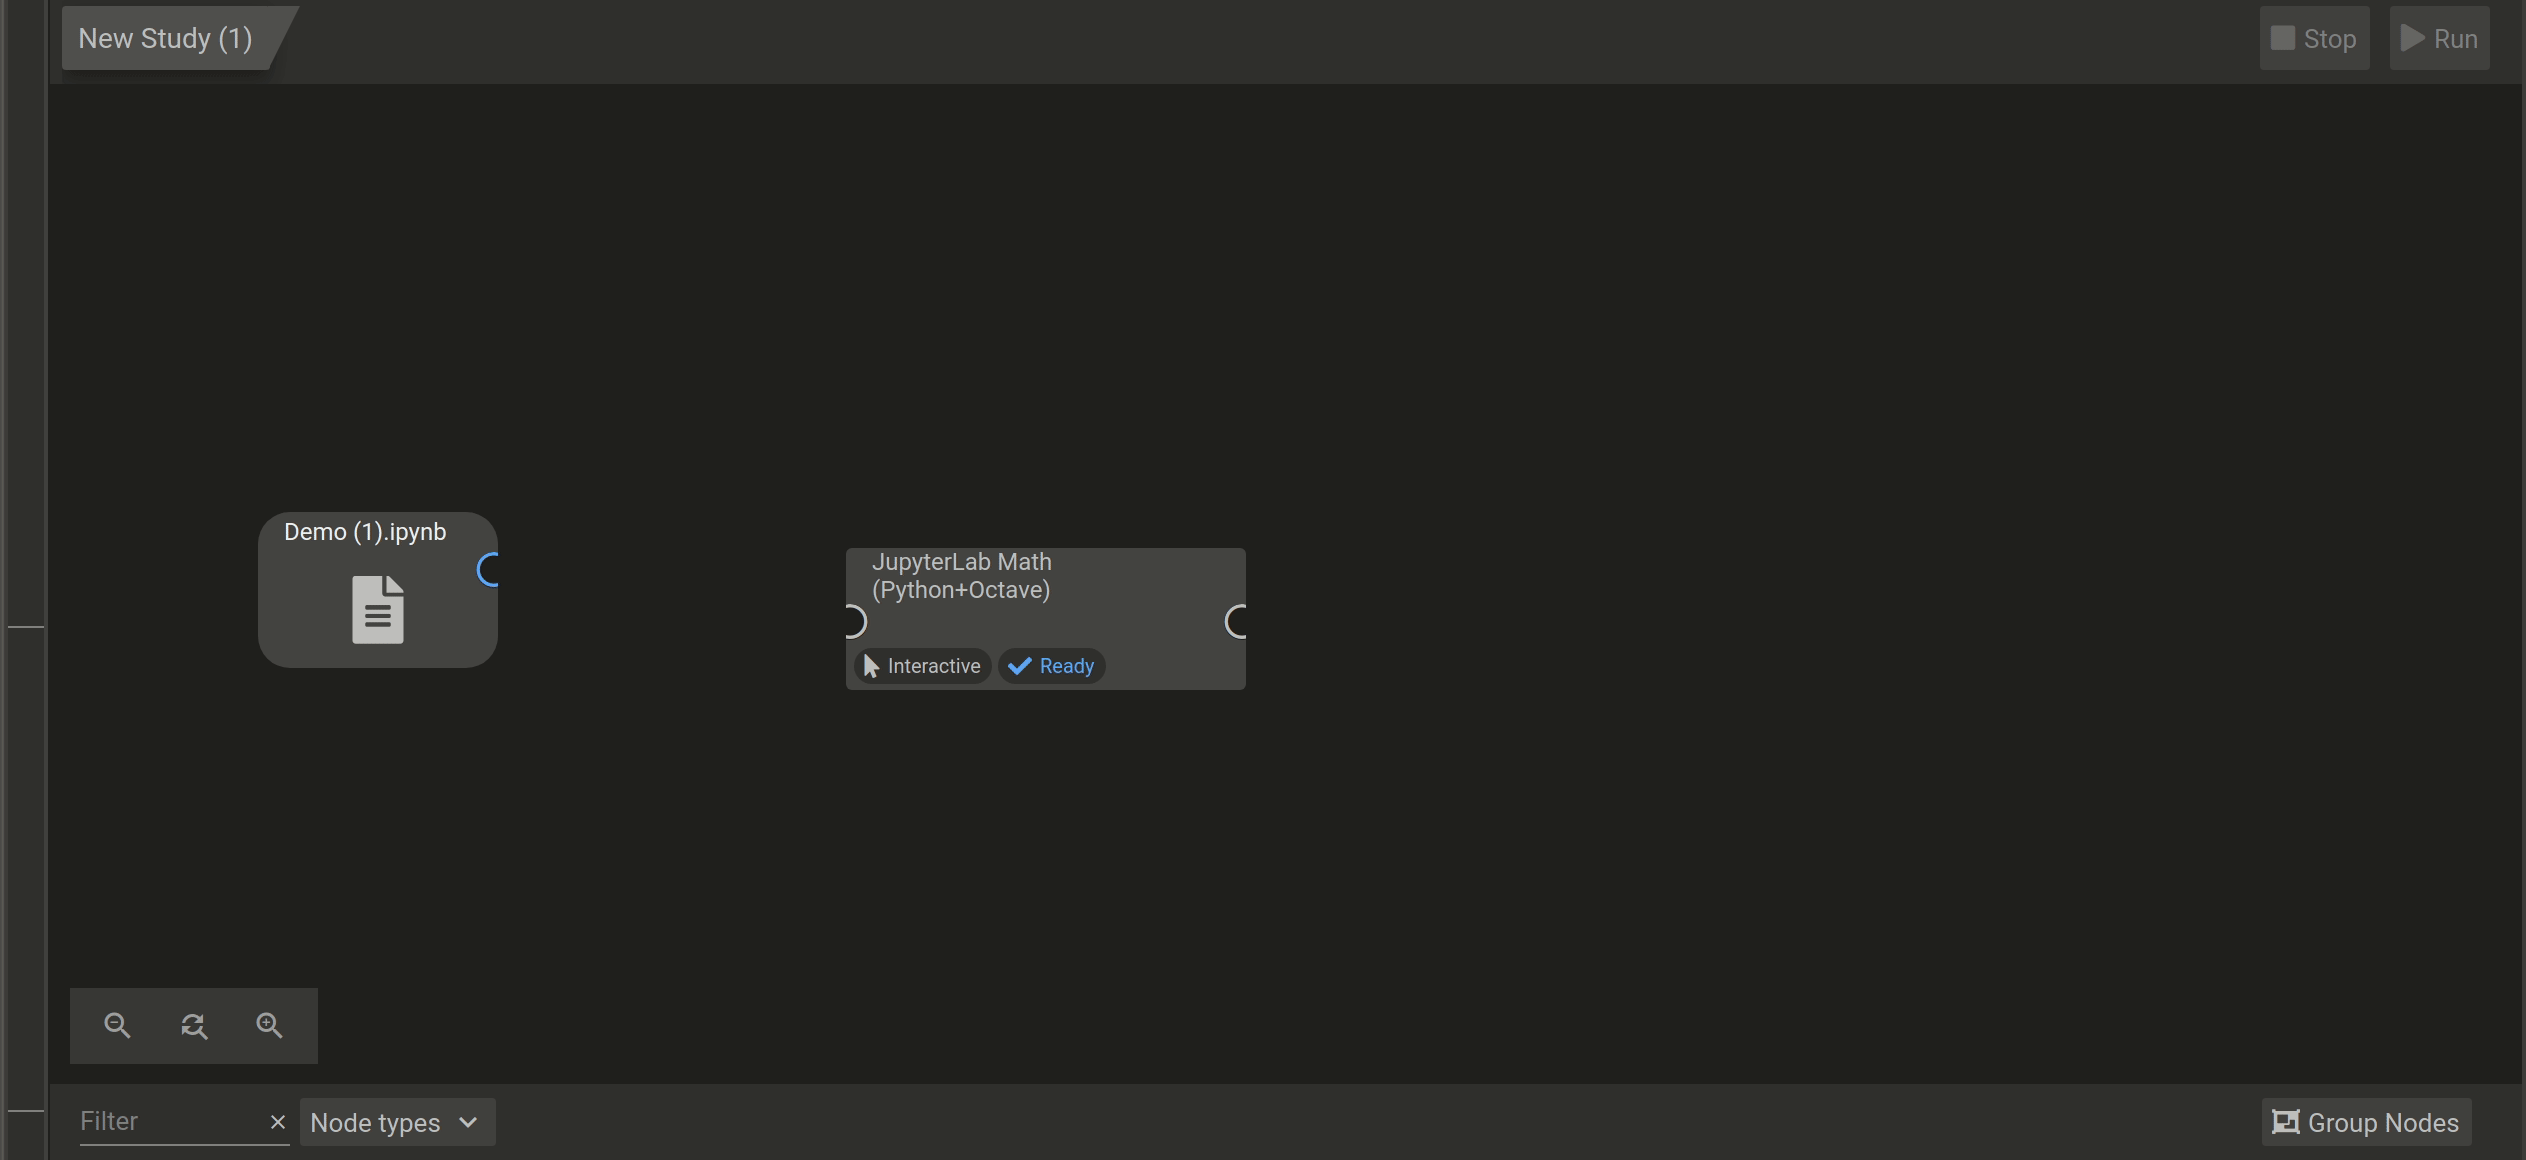 New Study (1)
Stop
Run
Demo (1).ipynb
JupyterLab Math
(Python+Octave)
Interactive
Ready
Filter
Node types
Group Nodes